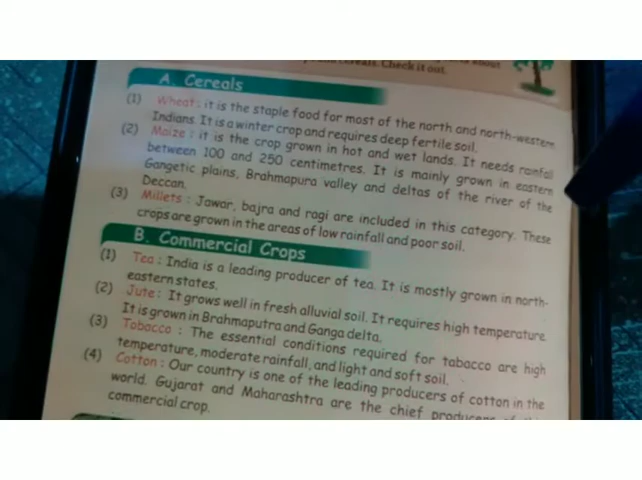 and cereals. Check it out.
A. Cereals
(1) Wheat: it is the staple food for most of the north and north-western
Indians. It is a winter crop and requires deep fertile soil.
(2) Maize : it is the crop grown in hot and wet lands. It needs rainfall
between 100 and 250 centimetres. It is mainly grown in eastern
Gangetic plains, Brahmapura valley and deltas of the river of the
Deccan.
(3) Millets : Jawar, bajra and ragi are included in this category. These
crops are grown in the areas of low rainfall and poor soil.
B. Commercial Crops
(1) Tea : India is a leading producer of tea. It is mostly grown in north-
eastern states.
(2) Jute : It grows well in fresh alluvial soil. It requires high temperature.
It is grown in Brahmaputra and Ganga delta.
(3) Tobacco : The essential conditions required for tabacco are high
temperature, moderate rainfall, and light and soft soil.
(4) Cotton : Our country is one of the leading producers of cotton in the
world. Gujarat and Maharashtra are the chief producers of
commercial crop.